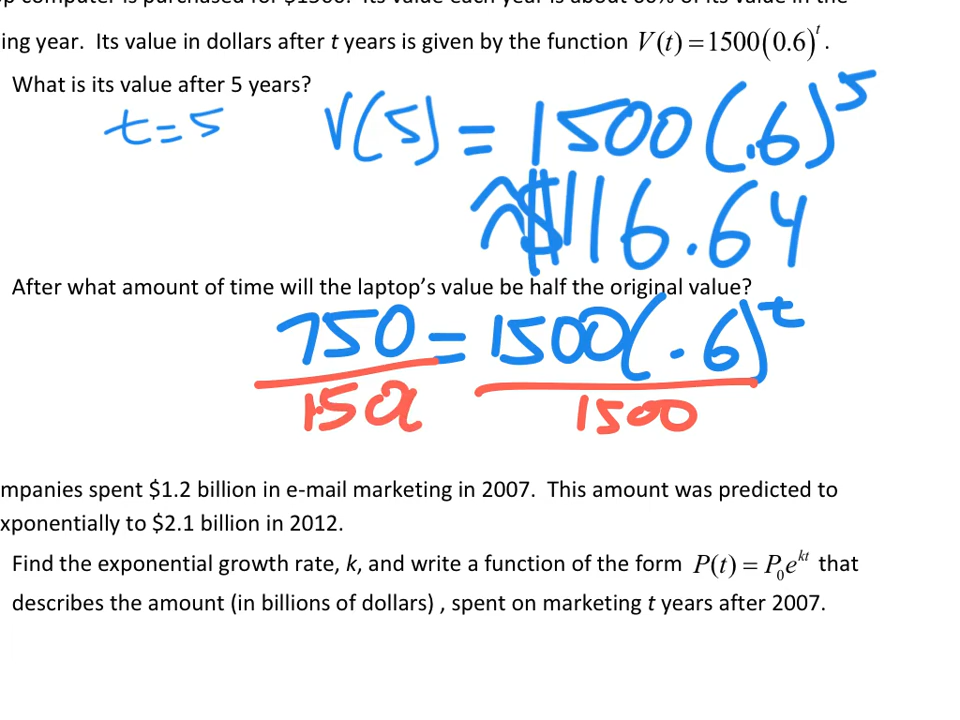 ing year. Its value in dollars after t years is given by the function V(t) = 1500(0.6)^t.
What is its value after 5 years?
t=5 V(5) = 1500(.6)^5
≈$116.64
After what amount of time will the laptop's value be half the original value?
750 = 1500(.6)^t
150 1500
mpanies spent $1.2 billion in e-mail marketing in 2007. This amount was predicted to
xponentially to $2.1 billion in 2012.
Find the exponential growth rate, k, and write a function of the form P(t) = P₀e^kt that
describes the amount (in billions of dollars) , spent on marketing t years after 2007.